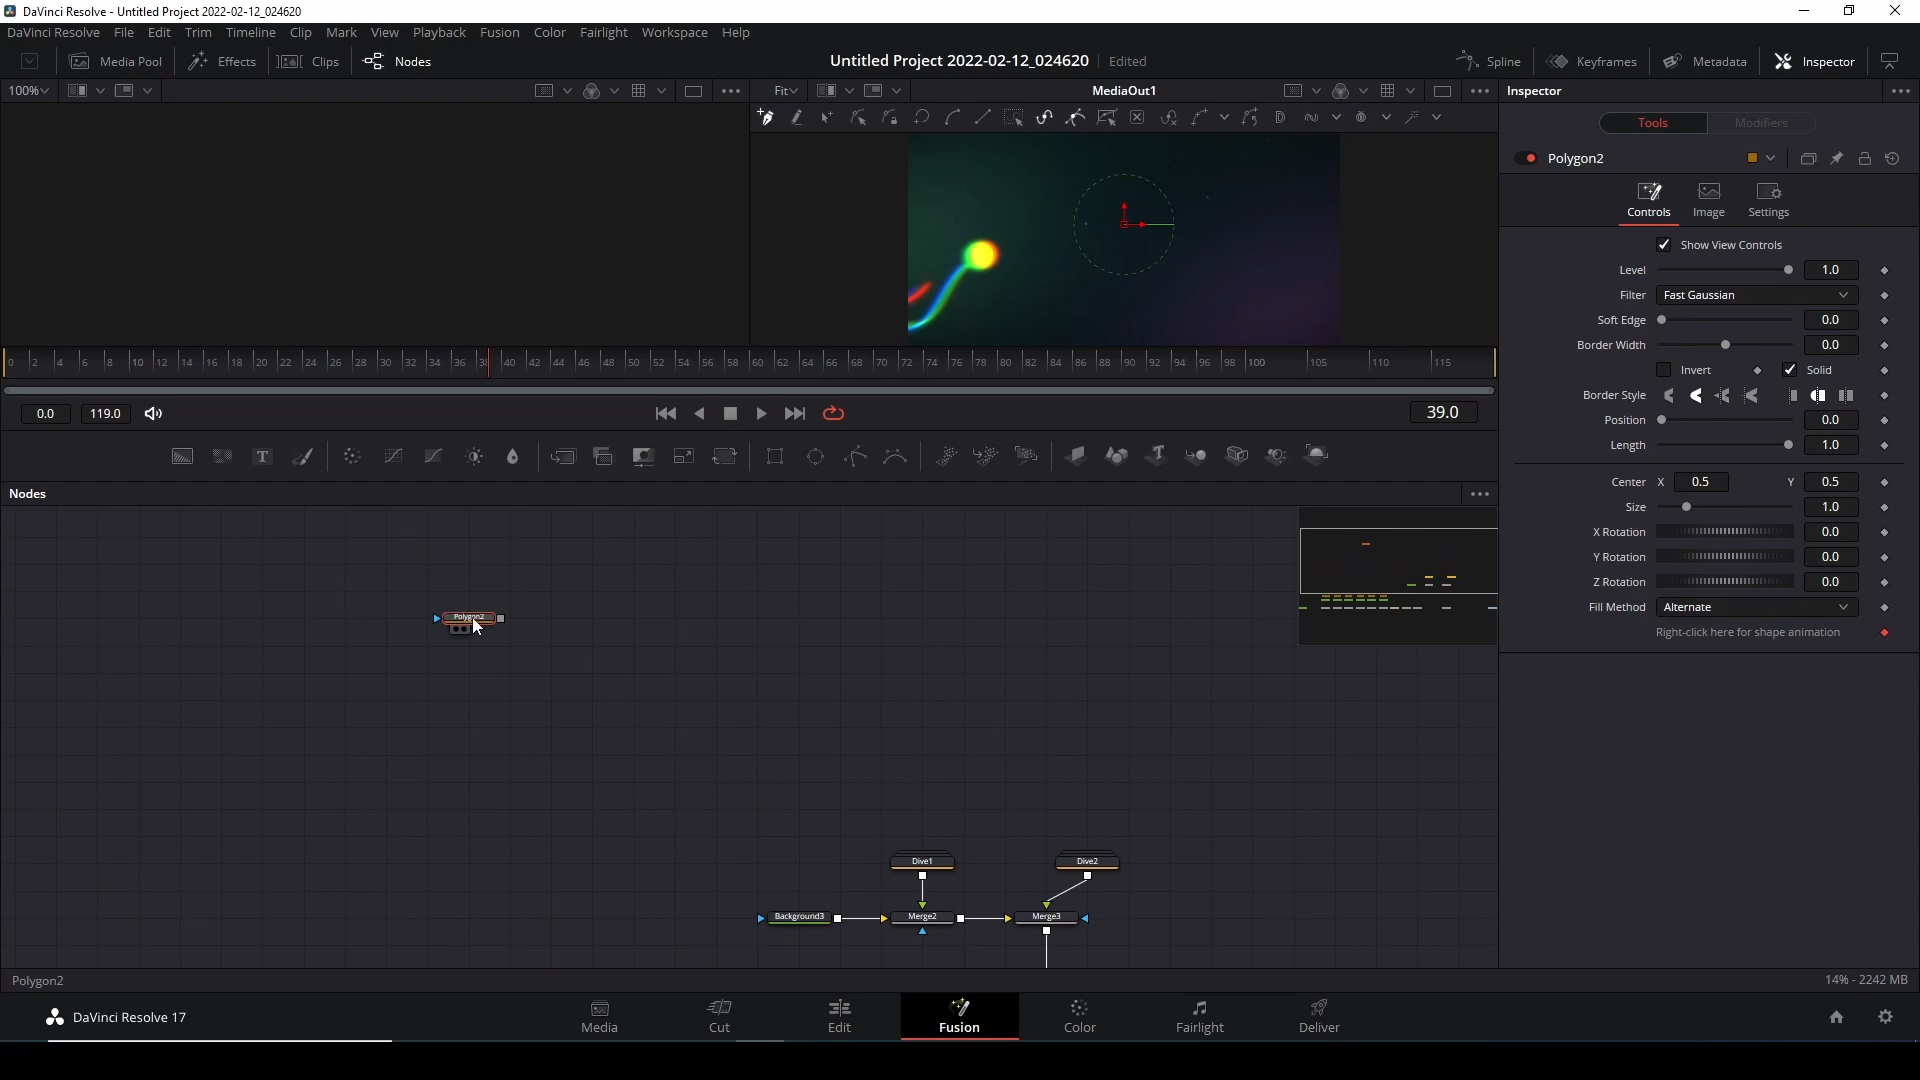 DaVinci Resolve - Untitled Project 2022-02-12_024620
DaVinci Resolve File Edit Trim Timeline Clip Mark View Playback Fusion Color Fairlight Workspace Help
Media Pool Effects Clips Nodes Untitled Project 2022-02-12_024620 Edited Spline Keyframes Metadata Inspector
100% Fit MediaOut1 Inspector
Tools Modifiers
Polygon2
Controls Image Settings
Show View Controls
Level 1.0
Filter Fast Gaussian
Soft Edge 0.0
Border Width 0.0
Invert Solid
Border Style
Position 0.0
Length 1.0
Center X 0.5 Y 0.5
Size 1.0
X Rotation 0.0
Y Rotation 0.0
Z Rotation 0.0
Fill Method Alternate
Right-click here for shape animation
0 2 4 6 8 10 12 14 16 18 20 22 24 26 28 30 32 34 36 38 40 42 44 46 48 50 52 54 56 58 60 62 64 66 68 70 72 74 76 78 80 82 84 86 88 90 92 94 96 98 100 105 110 115
0.0 119.0 39.0
T
Nodes
Polygon2
Dive1 Dive2
Background3 Merge2 Merge3
Polygon2 14% - 2242 MB
DaVinci Resolve 17 Media Cut Edit Fusion Color Fairlight Deliver